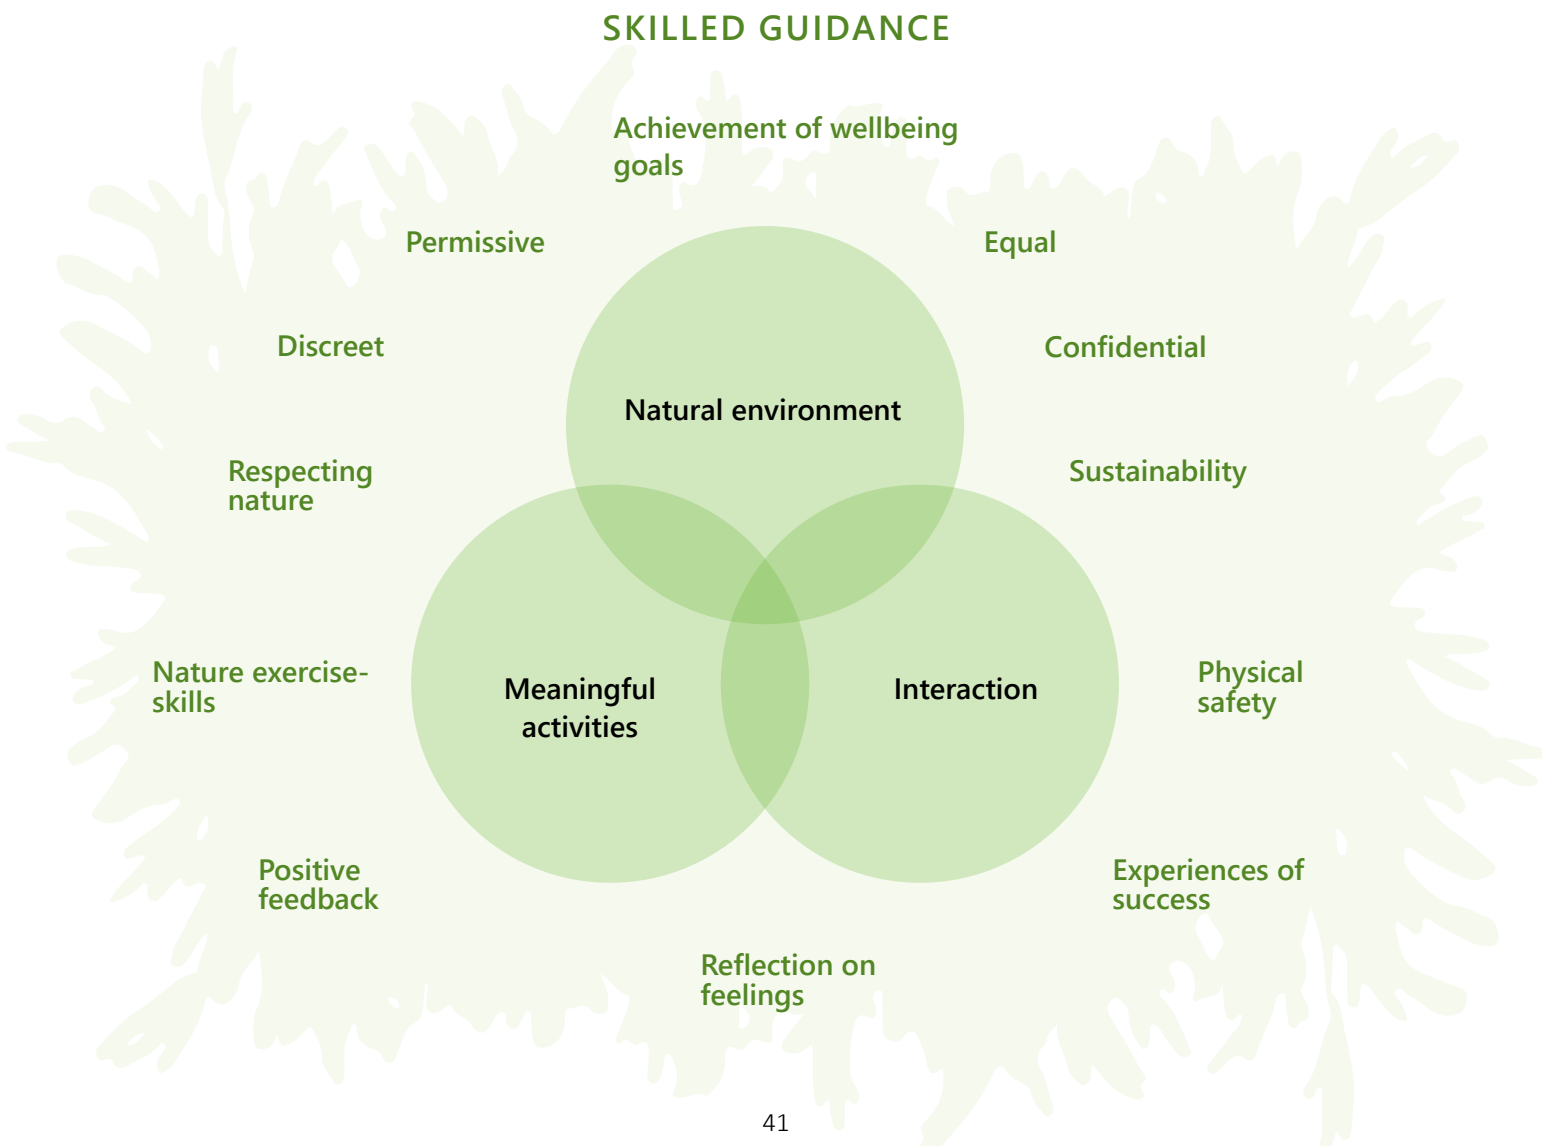 SKILLED GUIDANCE
Achievement of wellbeing
goals
Permissive
Equal
Discreet
Confidential
Natural environment
Respecting
nature
Sustainability
Nature exercise-
skills
Meaningful
activities
Interaction
Physical
safety
Positive
feedback
Experiences of
success
Reflection on
feelings
41